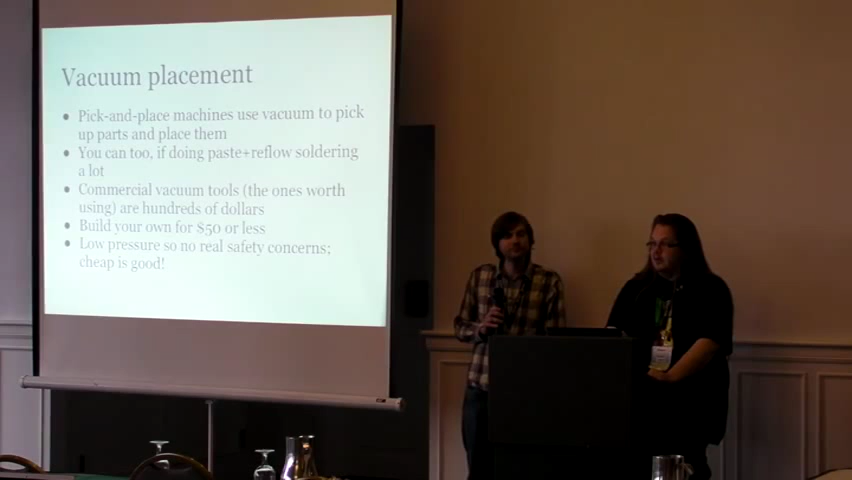 Vacuum placement
● Pick-and-place machines use vacuum to pick
up parts and place them
● You can too, if doing paste+reflow soldering
a lot
● Commercial vacuum tools (the ones worth
using) are hundreds of dollars
● Build your own for $50 or less
● Low pressure so no real safety concerns;
cheap is good!